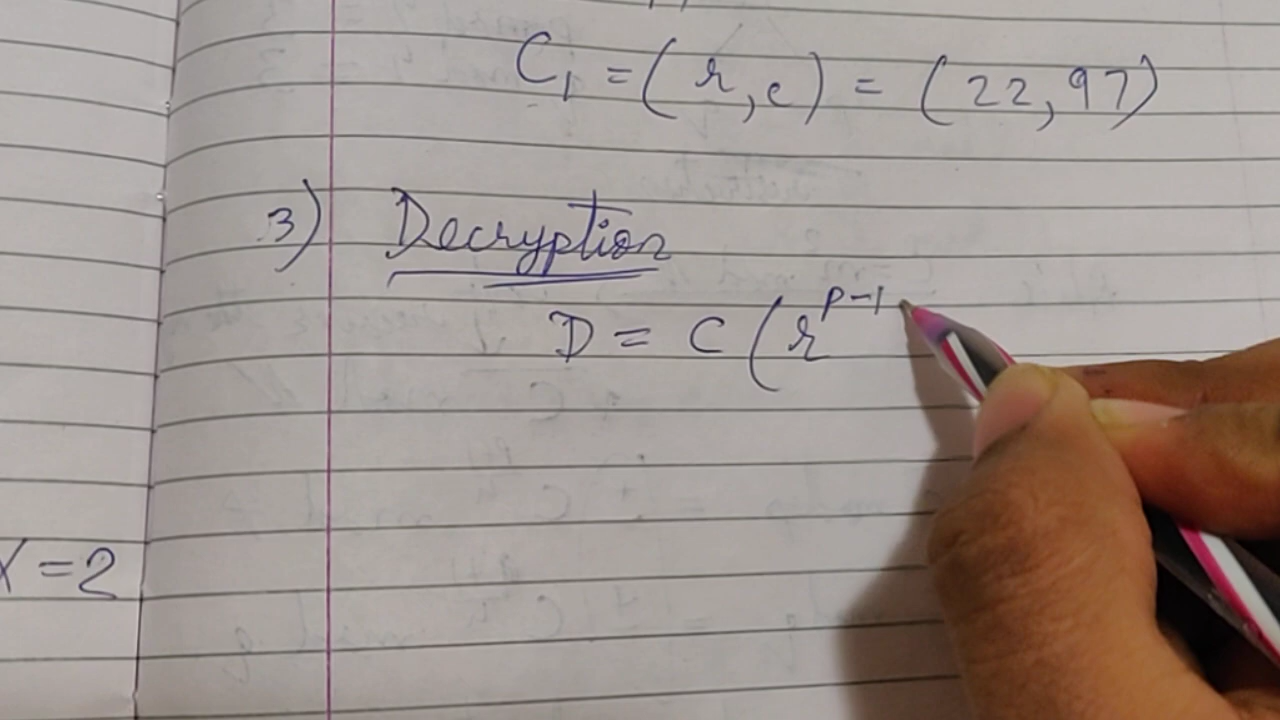 C₁ = (r, c) = (22, 97)
3) Decryption
D = C (r^{p-1
X = 2